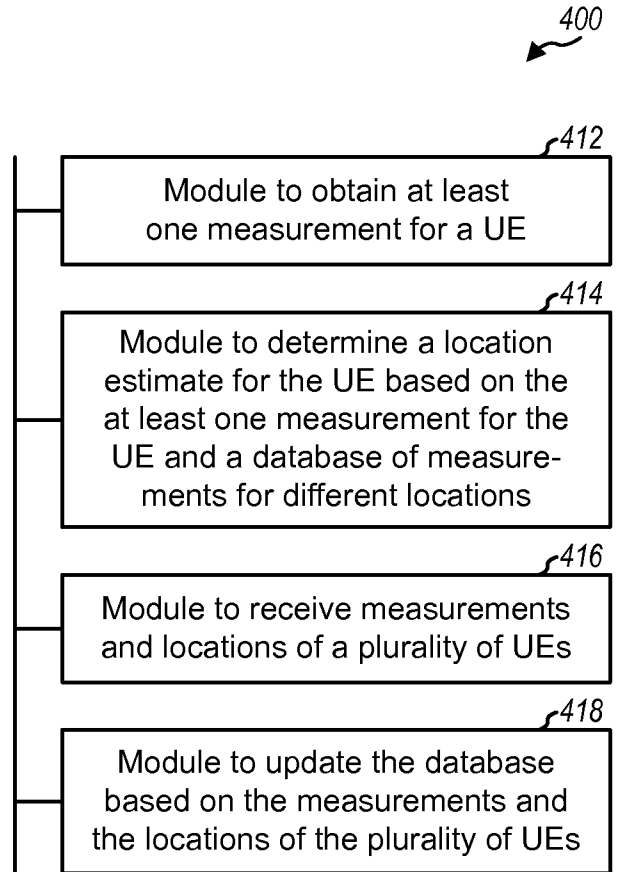 400
412
Module to obtain at least
one measurement for a UE
414
Module to determine a location
estimate for the UE based on the
at least one measurement for the
UE and a database of measure-
ments for different locations
416
Module to receive measurements
and locations of a plurality of UEs
418
Module to update the database
based on the measurements and
the locations of the plurality of UEs